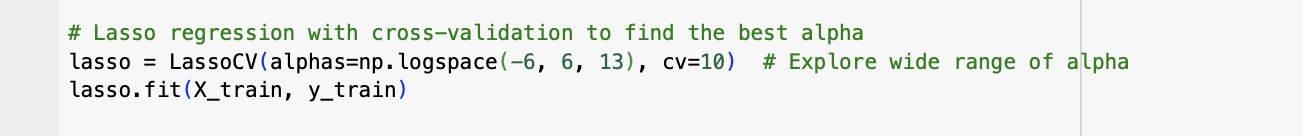 # Lasso regression with cross-validation to find the best alpha
lasso = LassoCV(alphas=np.logspace(-6, 6, 13), cv=10)  # Explore wide range of alpha
lasso.fit(X_train, y_train)